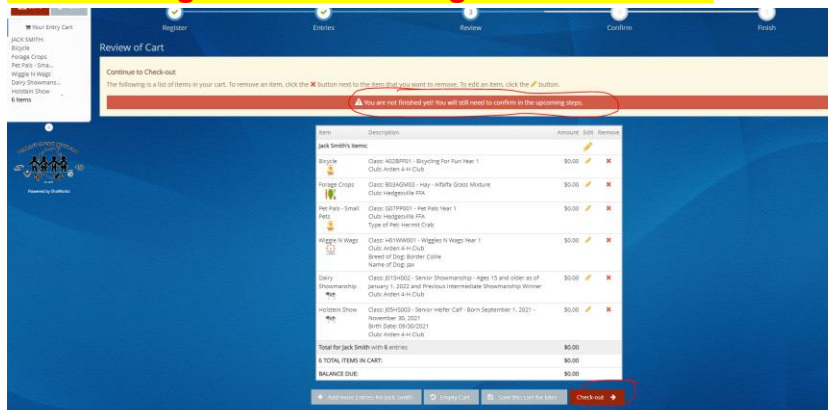 Your Entry Cart
JACK SMITH:
Bicycle
Forage Crops
Pet Pals - Sma...
Wiggle N Wags
Dairy Showmans...
Holstein Show
6 items
Powered by ShoWorks
Register
Entries
3
Review
Confirm
Finish
Review of Cart
Continue to Check-out
The following is a list of items in your cart. To remove an item, click the ✖ button next to the item that you want to remove. To edit an item, click the button.
You are not finished yet! You will still need to confirm in the upcoming steps.
Item Description Amount Edit Remove
Jack Smith's items:
Bicycle Class: A02BFF01 - Bicycling For Fun Year 1 $0.00
Club: Arden 4-H Club
Forage Crops Class: B03AGM03 - Hay - Alfalfa Grass Mixture $0.00
Club: Hedgesville FFA
Pet Pals - Small Pets Class: G07PP001 - Pet Pals Year 1 $0.00
Club: Hedgesville FFA
Type of Pet: Hermit Crab
Wiggle N Wags Class: H01WW001 - Wiggles N Wags Year 1 $0.00
Club: Arden 4-H Club
Breed of Dog: Border Collie
Name of Dog: Jax
Dairy Showmanship Class: J01SH002 - Senior Showmanship - Ages 15 and older as of $0.00
January 1, 2022 and Previous Intermediate Showmanship Winner
Club: Arden 4-H Club
Holstein Show Class: J05HS003 - Senior Heifer Calf - Born September 1, 2021 - $0.00
November 30, 2021
Birth Date: 09/30/2021
Club: Arden 4-H Club
Total for Jack Smith with 6 entries $0.00
6 TOTAL ITEMS IN CART: $0.00
BALANCE DUE: $0.00
Add more Entries for Jack Smith Empty Cart Save this cart for later Check-out